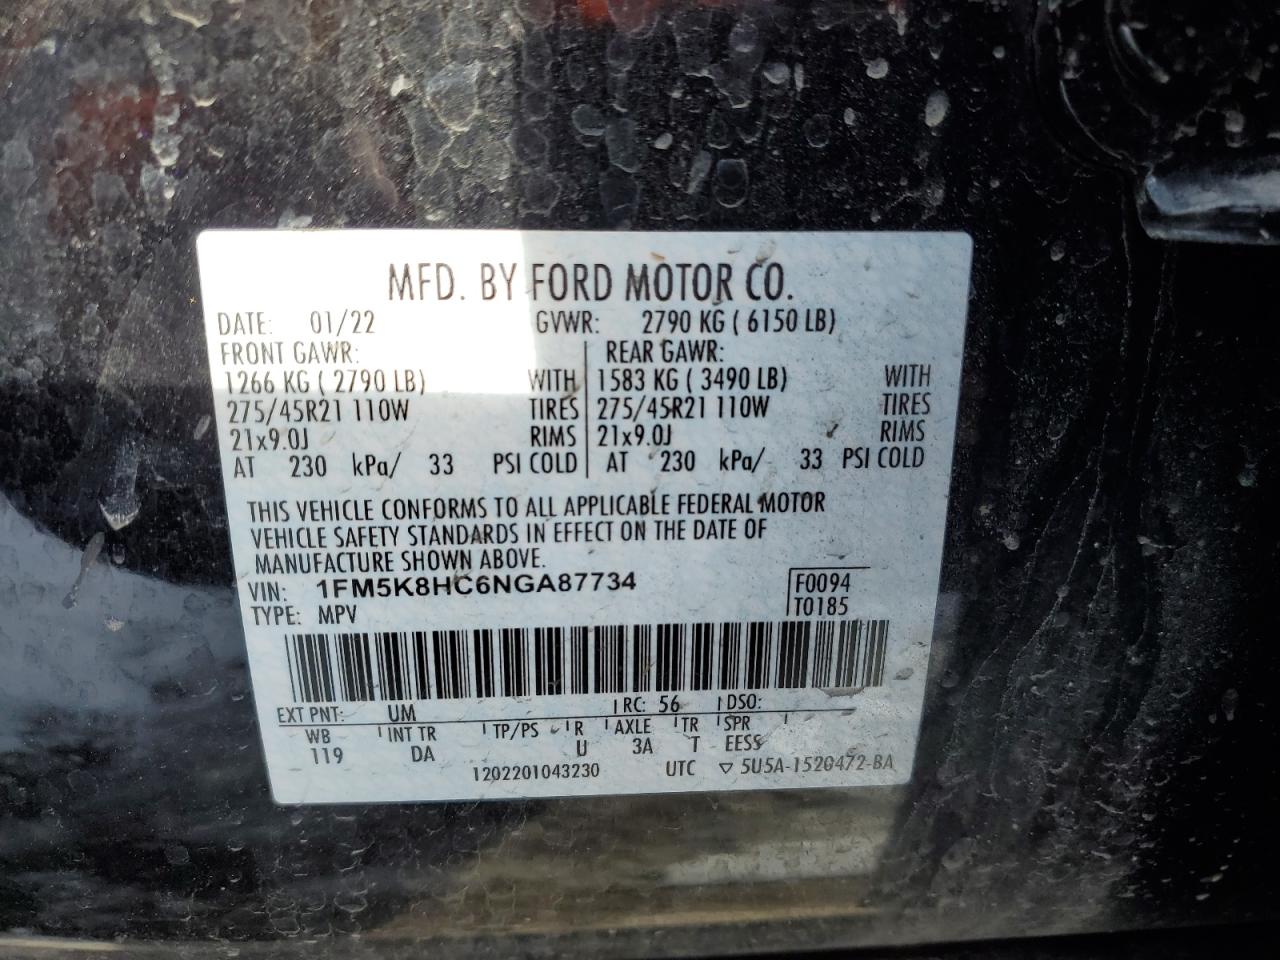 MFD. BY FORD MOTOR CO.
DATE: 01/22 GVWR: 2790 KG ( 6150 LB)
FRONT GAWR: REAR GAWR:
1266 KG ( 2790 LB) WITH 1583 KG ( 3490 LB) WITH
275/45R21 110W TIRES 275/45R21 110W TIRES
21x9.0J RIMS 21x9.0J RIMS
AT 230 kPa/ 33 PSI COLD AT 230 kPa/ 33 PSI COLD
THIS VEHICLE CONFORMS TO ALL APPLICABLE FEDERAL MOTOR
VEHICLE SAFETY STANDARDS IN EFFECT ON THE DATE OF
MANUFACTURE SHOWN ABOVE.
VIN: 1FM5K8HC6NGA87734 F0094
TYPE: MPV T0185
EXT PNT: UM RC: 56 DSO:
WB INT TR TP/PS R AXLE TR SPR
119 DA U 3A T EESS
1202201043230 UTC ▽ 5U5A-1520472-BA